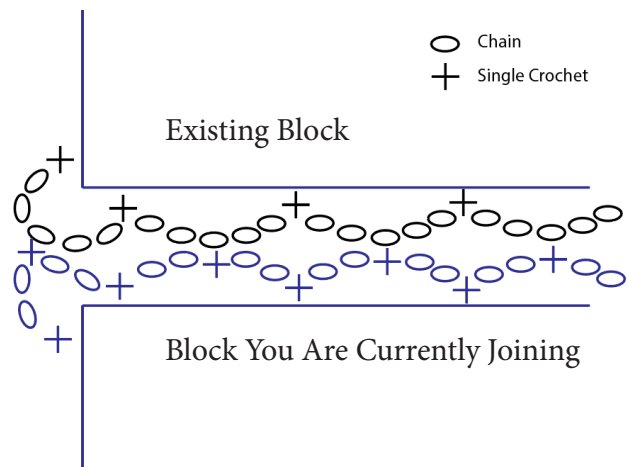 Chain
Single Crochet
Existing Block
Block You Are Currently Joining